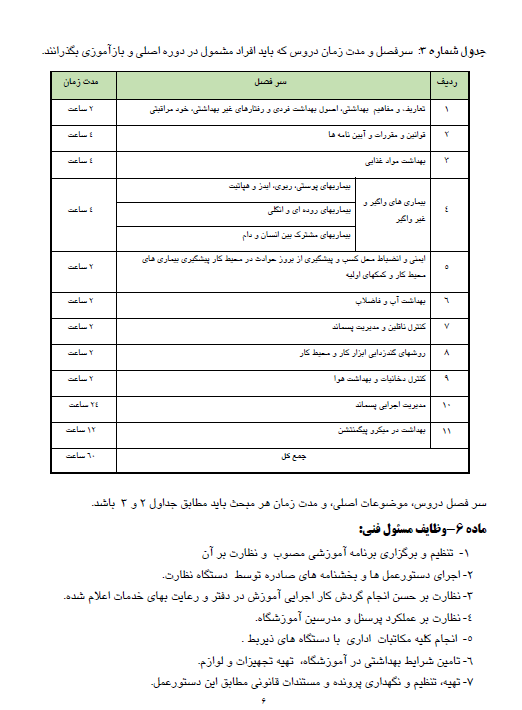 جدول شماره ۳: سرفصل و مدت زمان دروس که باید افراد مشمول در دوره اصلی و بازآموزی بگذرانند.
ردیف سر فصل مدت زمان
۱ تعاریف و مفاهیم بهداشتی، اصول بهداشت فردی و رفتارهای غیر بهداشتی، خود مراقبتی ۲ ساعت
۲ قوانین و مقررات و آیین نامه ها ٤ ساعت
۳ بهداشت مواد غذایی ٤ ساعت
٤ بیماری های واگیر و غیر واگیر بیماریهای پوستی، ریوی، ایدز و هپاتیت ٤ ساعت
بیماریهای روده ای و انگلی
بیماریهای مشترک بین انسان و دام
۵ ایمنی و انضباط محل کسب و پیشگیری از بروز حوادث در محیط کار پیشگیری بیماری های ۲ ساعت
محیط کار و کمکهای اولیه
۶ بهداشت آب و فاضلاب ۲ ساعت
۷ کنترل ناقلین و مدیریت پسماند ۲ ساعت
۸ روشهای گندزدایی ابزار کار و محیط کار ۲ ساعت
۹ کنترل دخانیات و بهداشت هوا ۲ ساعت
۱۰ مدیریت اجرایی پسماند ۲٤ ساعت
۱۱ بهداشت در میکرو پیگمنتیشن ۱۲ ساعت
جمع کل ۶۰ ساعت
سر فصل دروس، موضوعات اصلی، و مدت زمان هر مبحث باید مطابق جداول ۲ و ۳ باشد.
ماده ۶–وظایف مسئول فنی:
۱- تنظیم و برگزاری برنامه آموزشی مصوب و نظارت بر آن
۲- اجرای دستورعمل ها و بخشنامه های صادره توسط دستگاه نظارت.
۳- نظارت بر حسن انجام گردش کار اجرایی آموزش در دفتر و رعایت بهای خدمات اعلام شده.
۴- نظارت بر عملکرد پرسنل و مدرسین آموزشگاه.
۵- انجام کلیه مکاتبات اداری با دستگاه های ذیربط .
۶- تامین شرایط بهداشتی در آموزشگاه، تهیه تجهیزات و لوازم.
۷- تهیه، تنظیم و نگهداری پرونده و مستندات قانونی مطابق این دستورعمل.
۶